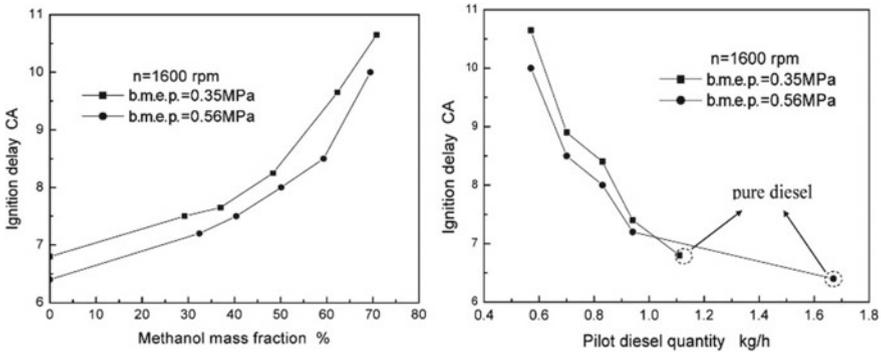 11
10
9
8
7
6
Ignition delay CA
n=1600 rpm
b.m.e.p.=0.35MPa
b.m.e.p.=0.56MPa
0 10 20 30 40 50 60 70 80
Methanol mass fraction %
11
10
9
8
7
6
Ignition delay CA
n=1600 rpm
b.m.e.p.=0.35MPa
b.m.e.p.=0.56MPa
pure diesel
0.4 0.6 0.8 1.0 1.2 1.4 1.6 1.8
Pilot diesel quantity kg/h